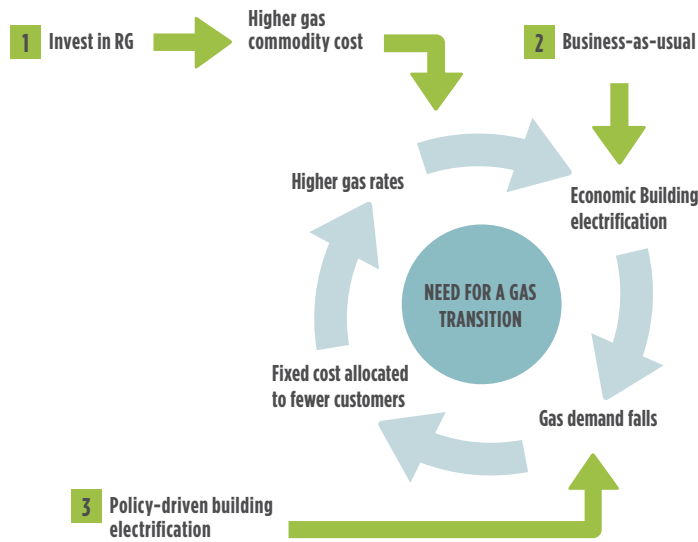 1 Invest in RG
Higher gas
commodity cost
2 Business-as-usual
Higher gas rates
Economic Building
electrification
NEED FOR A GAS
TRANSITION
Fixed cost allocated
to fewer customers
Gas demand falls
3 Policy-driven building
electrification